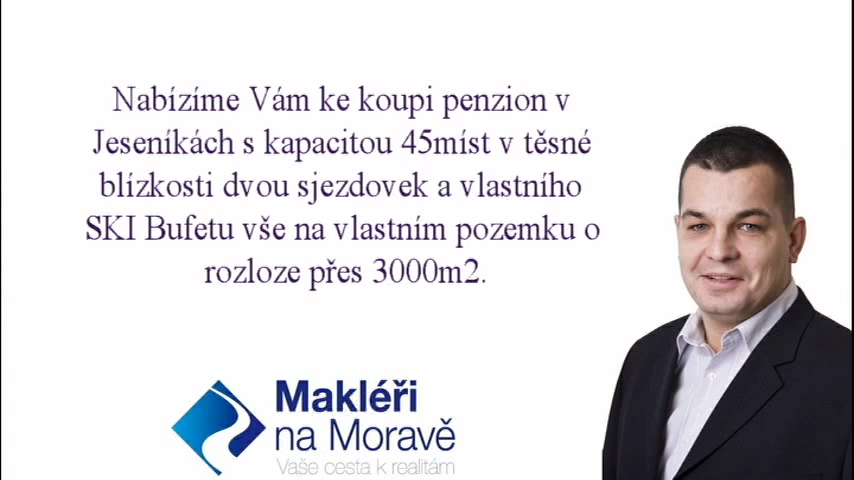 Nabízíme Vám ke koupi penzion v
Jeseníkách s kapacitou 45míst v těsné
blízkosti dvou sjezdovek a vlastního
SKI Bufetu vše na vlastním pozemku o
rozloze přes 3000m2.
Makléři
na Moravě
Vaše cesta k realitám